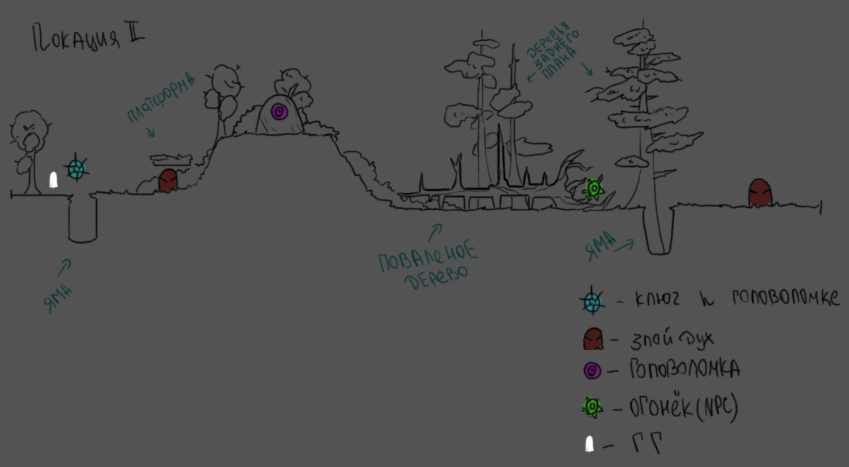 Локация II
Платформа
Деревья
заднего
плана
Яма
Поваленое
дерево
Яма
- ключ к головоломке
- злой дух
- Головоломка
- Огонёк (NPC)
- ГГ